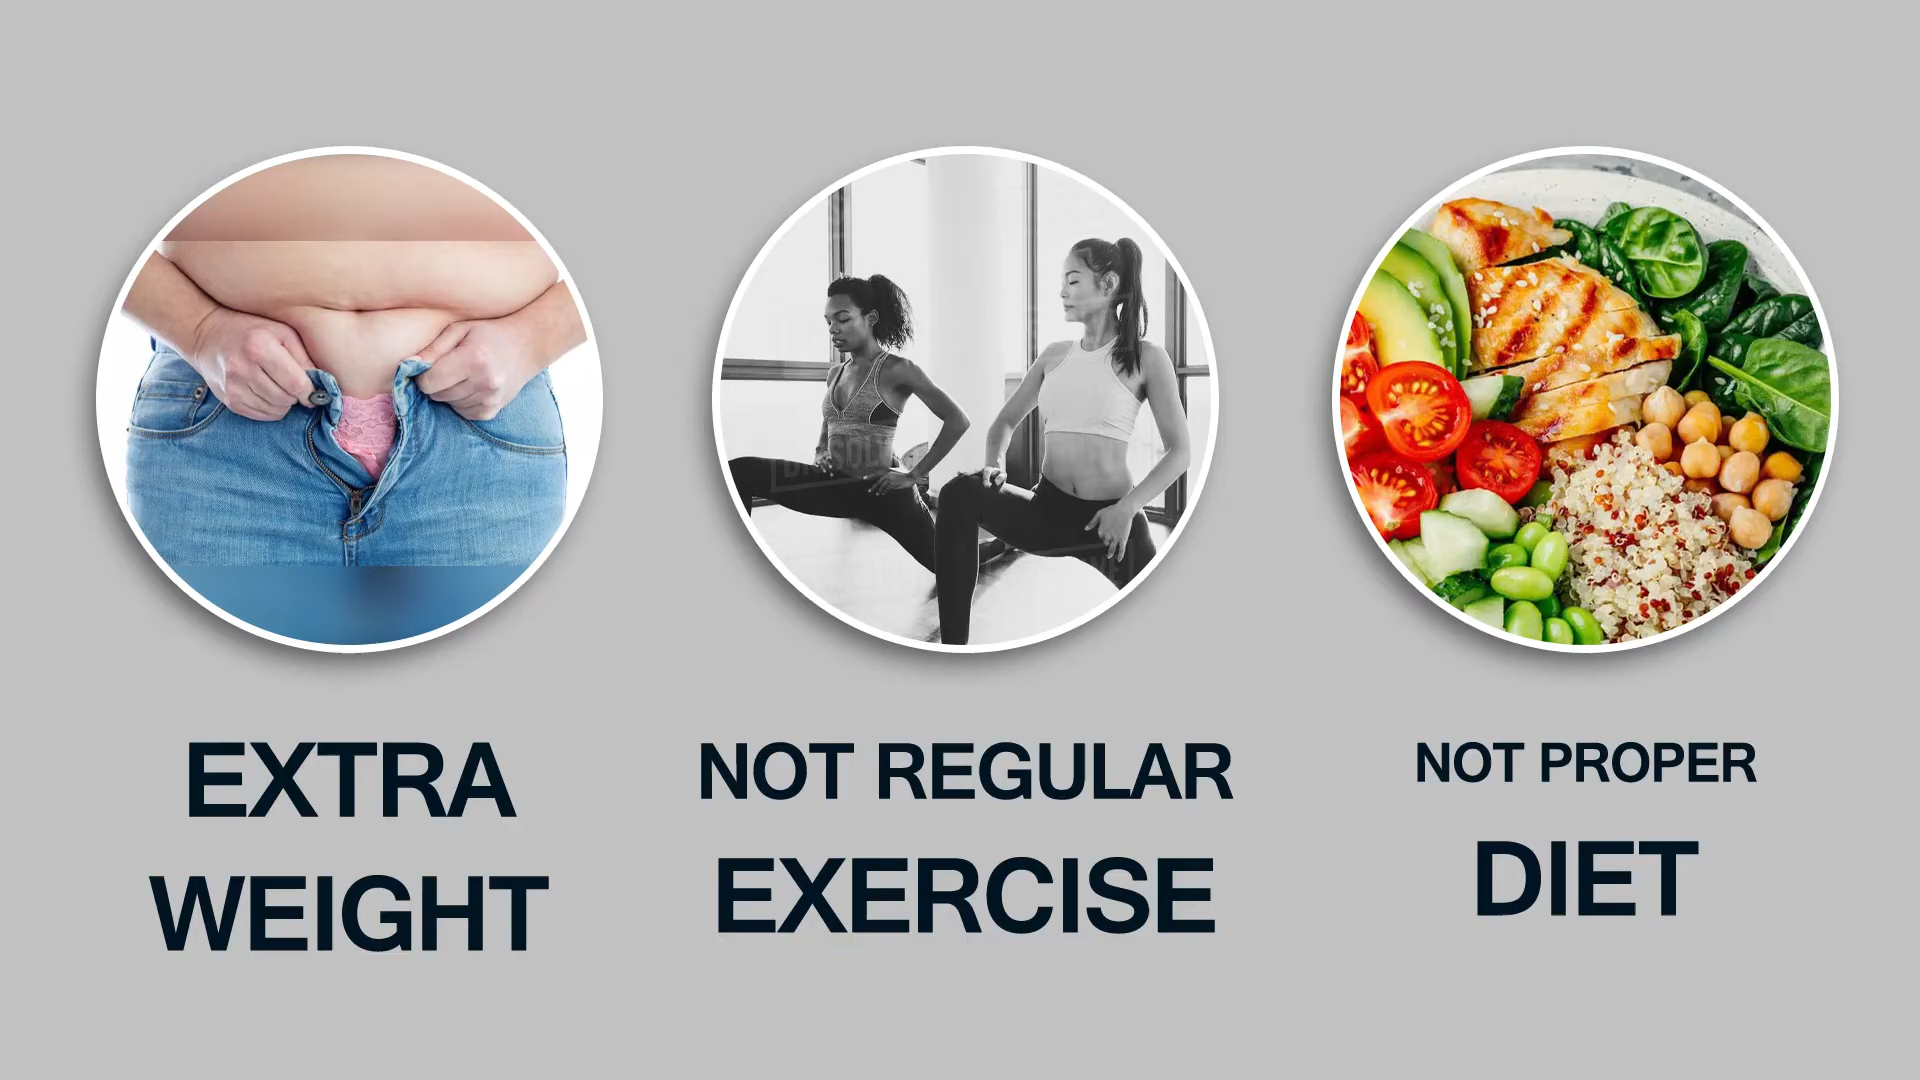 EXTRA
WEIGHT
NOT REGULAR
EXERCISE
NOT PROPER
DIET